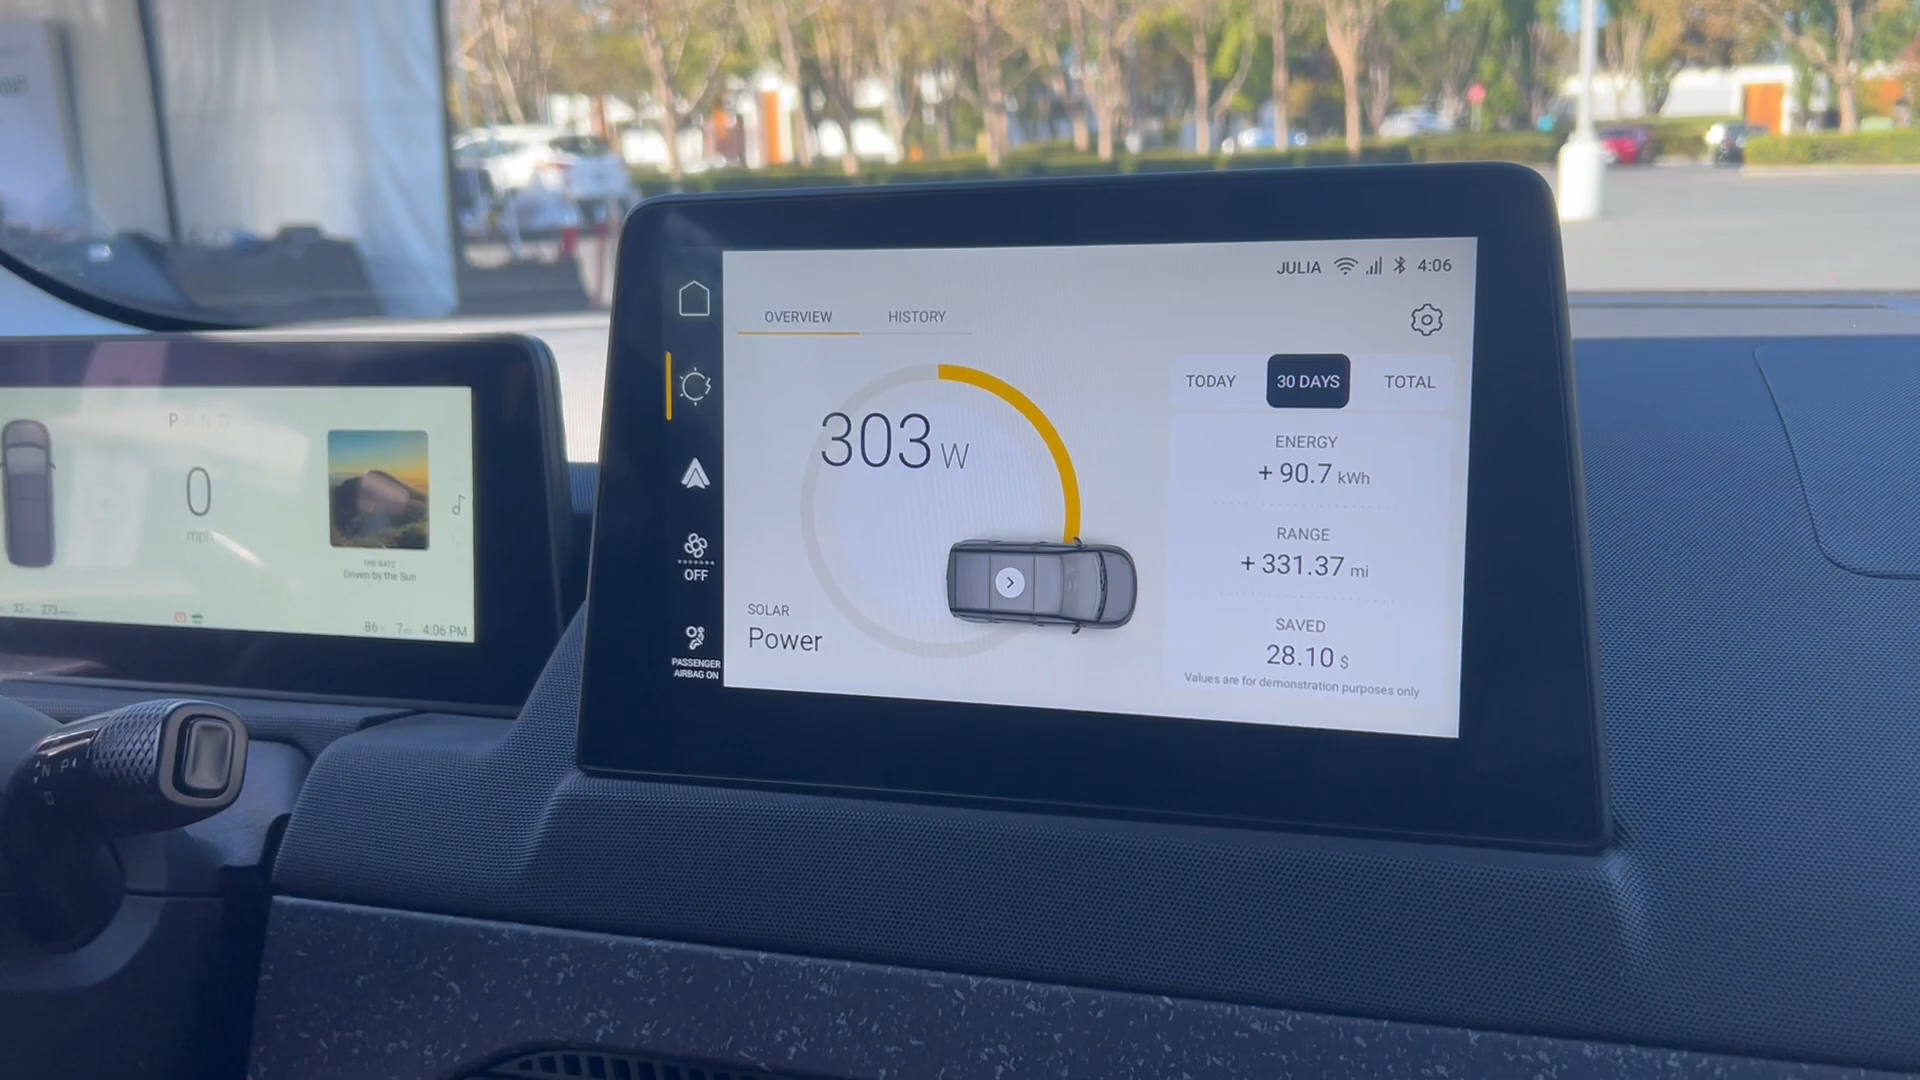 JULIA 4:06
OVERVIEW HISTORY
TODAY 30 DAYS TOTAL
303 W
ENERGY
+ 90.7 kWh
RANGE
+ 331.37 mi
SAVED
28.10 $
Values are for demonstration purposes only
SOLAR
Power
OFF
PASSENGER
AIRBAG ON
P R N D
0
mph
Driven by the Sun
32 273
86 7 4:06 PM
N P